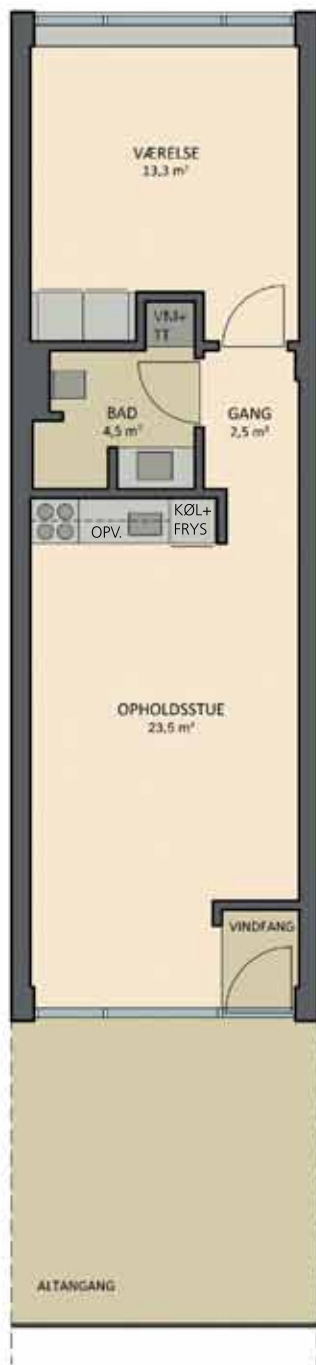 VÆRELSE
13,3 m²
VM+
TT
BAD
4,5 m²
GANG
2,5 m²
OPV.
KØL+
FRYS
OPHOLDSSTUE
23,5 m²
VINDFANG
ALTANGANG